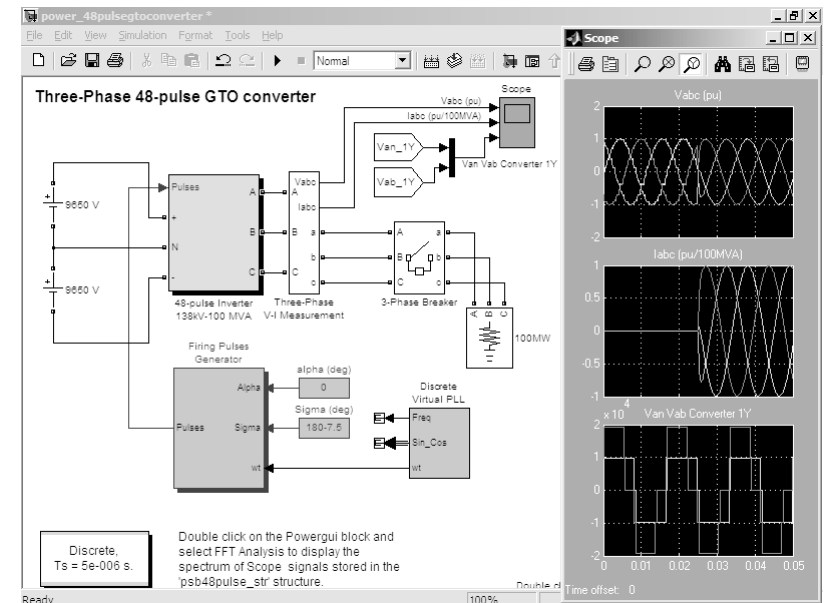 power_48pulsegtoconverter *
File Edit View Simulation Format Tools Help
Normal
Three-Phase 48-pulse GTO converter
Vabc (pu)
Iabc (pu/100MVA)
Scope
Van_1Y
Vab_1Y
Van Vab Converter 1Y
9650 V
9650 V
Pulses
+
N
-
A
B
C
48-pulse Inverter
138kV-100 MVA
Vabc
A
Iabc
B a
b
C c
Three-Phase
V-I Measurement
A a
B b
C c
3-Phase Breaker
A B C
100MW
Firing Pulses
Generator
Alpha
Pulses Sigma
wt
alpha (deg)
0
Sigma (deg)
180-7.5
Discrete
Virtual PLL
Freq
Sin_Cos
wt
Discrete,
Ts = 5e-006 s.
Double click on the Powergui block and
select FFT Analysis to display the
spectrum of Scope signals stored in the
'psb48pulse_str' structure.
Double cl
Ready
100%
Scope
Vabc (pu)
2
1
0
-1
-2
Iabc (pu/100MVA)
1
0.5
0
-0.5
-1
x 10^4
Van Vab Converter 1Y
2
1
0
-1
-2
0 0.01 0.02 0.03 0.04 0.05
Time offset: 0